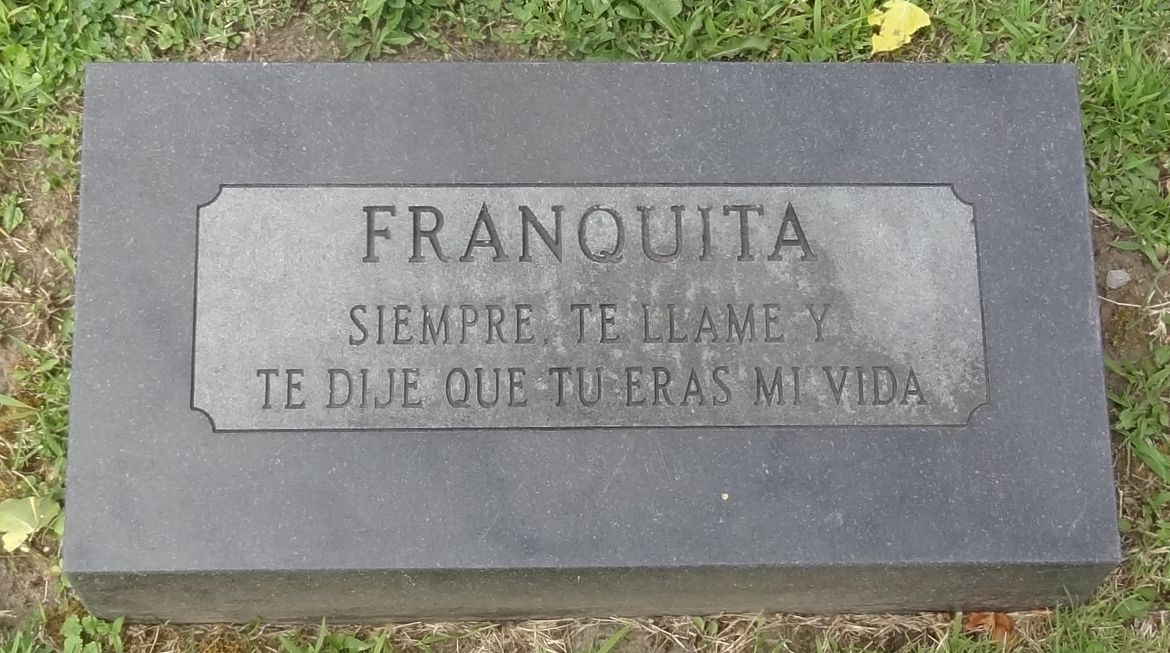 FRANQUITA
SIEMPRE, TE LLAME Y
TE DIJE QUE TU ERAS MI VIDA